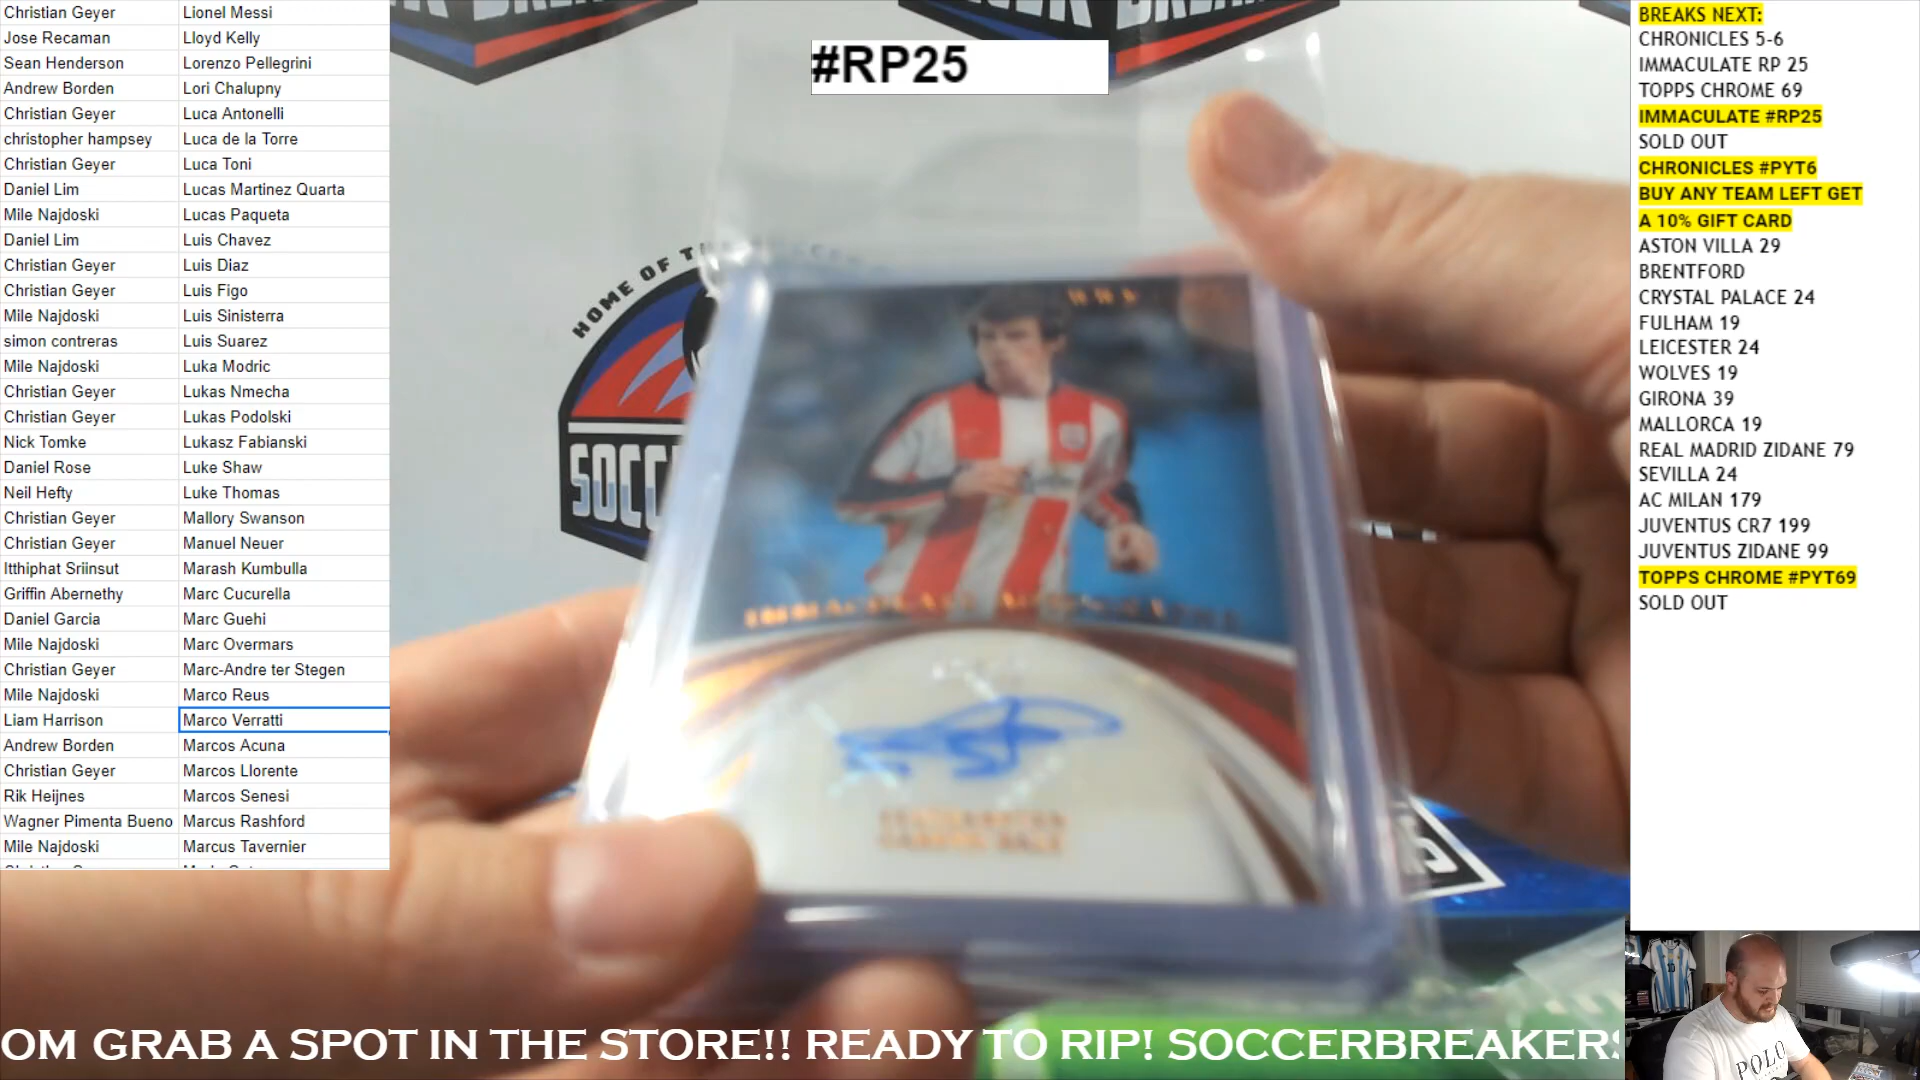 Christian Geyer Lionel Messi
Jose Recaman Lloyd Kelly
Sean Henderson Lorenzo Pellegrini
Andrew Borden Lori Chalupny
Christian Geyer Luca Antonelli
christopher hampsey Luca de la Torre
Christian Geyer Luca Toni
Daniel Lim Lucas Martinez Quarta
Mile Najdoski Lucas Paqueta
Daniel Lim Luis Chavez
Christian Geyer Luis Diaz
Christian Geyer Luis Figo
Mile Najdoski Luis Sinisterra
simon contreras Luis Suarez
Mile Najdoski Luka Modric
Christian Geyer Lukas Nmecha
Christian Geyer Lukas Podolski
Nick Tomke Lukasz Fabianski
Daniel Rose Luke Shaw
Neil Hefty Luke Thomas
Christian Geyer Mallory Swanson
Christian Geyer Manuel Neuer
Itthiphat Sriinsut Marash Kumbulla
Griffin Abernethy Marc Cucurella
Daniel Garcia Marc Guehi
Mile Najdoski Marc Overmars
Christian Geyer Marc-Andre ter Stegen
Mile Najdoski Marco Reus
Liam Harrison Marco Verratti
Andrew Borden Marcos Acuna
Christian Geyer Marcos Llorente
Rik Heijnes Marcos Senesi
Wagner Pimenta Bueno Marcus Rashford
Mile Najdoski Marcus Tavernier
#RP25
HOME OF
SOCCE
BREAKS NEXT:
CHRONICLES 5-6
IMMACULATE RP 25
TOPPS CHROME 69
IMMACULATE #RP25
SOLD OUT
CHRONICLES #PYT6
BUY ANY TEAM LEFT GET
A 10% GIFT CARD
ASTON VILLA 29
BRENTFORD
CRYSTAL PALACE 24
FULHAM 19
LEICESTER 24
WOLVES 19
GIRONA 39
MALLORCA 19
REAL MADRID ZIDANE 79
SEVILLA 24
AC MILAN 179
JUVENTUS CR7 199
JUVENTUS ZIDANE 99
TOPPS CHROME #PYT69
SOLD OUT
POLO
OM GRAB A SPOT IN THE STORE!! READY TO RIP! SOCCERBREAKERS